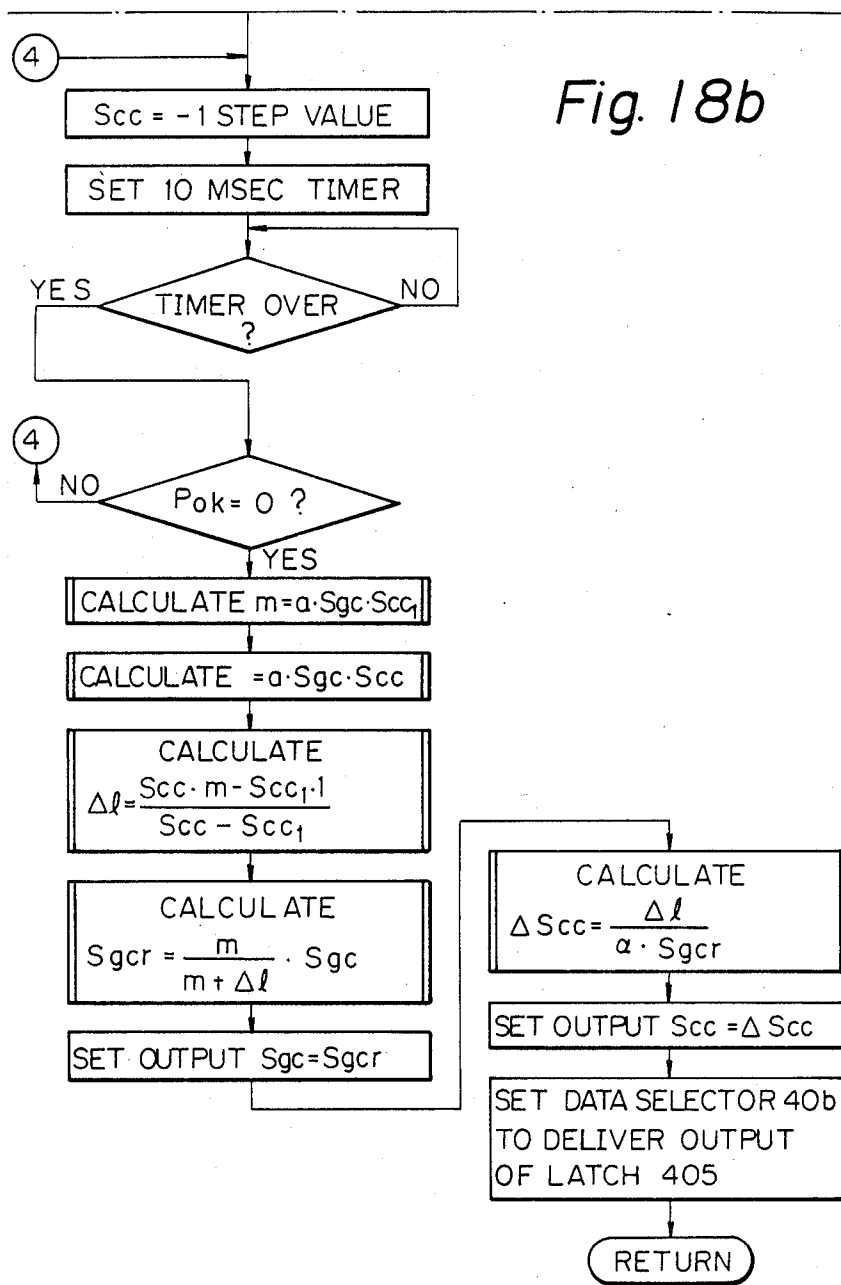 Fig. 18b
4
Scc = -1 STEP VALUE
SET 10 MSEC TIMER
YES
NO
TIMER OVER
?
4
NO
Pok = 0 ?
YES
CALCULATE m=a·Sgc·Scc₁
CALCULATE =a·Sgc·Scc
CALCULATE
Δℓ = (Scc·m - Scc₁·1) / (Scc - Scc₁)
CALCULATE
Sgcr = m / (m + Δℓ) · Sgc
SET OUTPUT Sgc=Sgcr
CALCULATE
ΔScc = Δℓ / (a · Sgcr)
SET OUTPUT Scc = ΔScc
SET DATA SELECTOR 40b
TO DELIVER OUTPUT
OF LATCH 405
RETURN